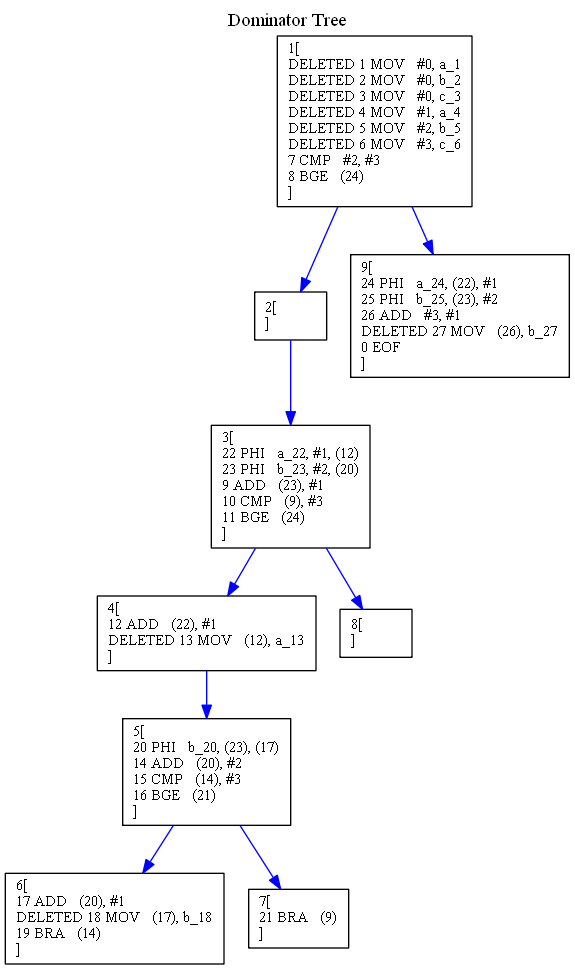 Dominator Tree
1[
DELETED 1 MOV #0, a_1
DELETED 2 MOV #0, b_2
DELETED 3 MOV #0, c_3
DELETED 4 MOV #1, a_4
DELETED 5 MOV #2, b_5
DELETED 6 MOV #3, c_6
7 CMP #2, #3
8 BGE (24)
]
2[
]
9[
24 PHI a_24, (22), #1
25 PHI b_25, (23), #2
26 ADD #3, #1
DELETED 27 MOV (26), b_27
0 EOF
]
3[
22 PHI a_22, #1, (12)
23 PHI b_23, #2, (20)
9 ADD (23), #1
10 CMP (9), #3
11 BGE (24)
]
4[
12 ADD (22), #1
DELETED 13 MOV (12), a_13
]
8[
]
5[
20 PHI b_20, (23), (17)
14 ADD (20), #2
15 CMP (14), #3
16 BGE (21)
]
6[
17 ADD (20), #1
DELETED 18 MOV (17), b_18
19 BRA (14)
]
7[
21 BRA (9)
]